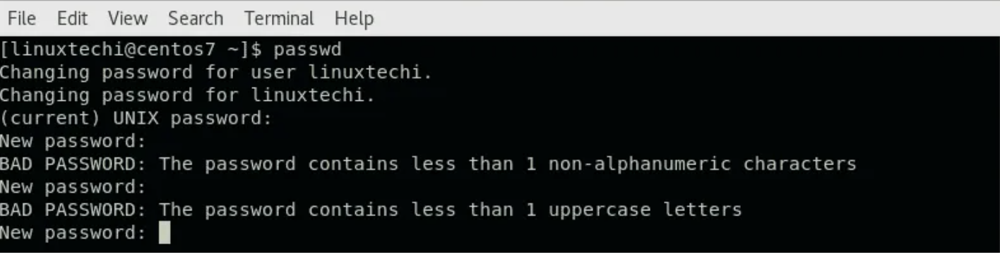 File Edit View Search Terminal Help
[linuxtechi@centos7 ~]$ passwd
Changing password for user linuxtechi.
Changing password for linuxtechi.
(current) UNIX password:
New password:
BAD PASSWORD: The password contains less than 1 non-alphanumeric characters
New password:
BAD PASSWORD: The password contains less than 1 uppercase letters
New password: